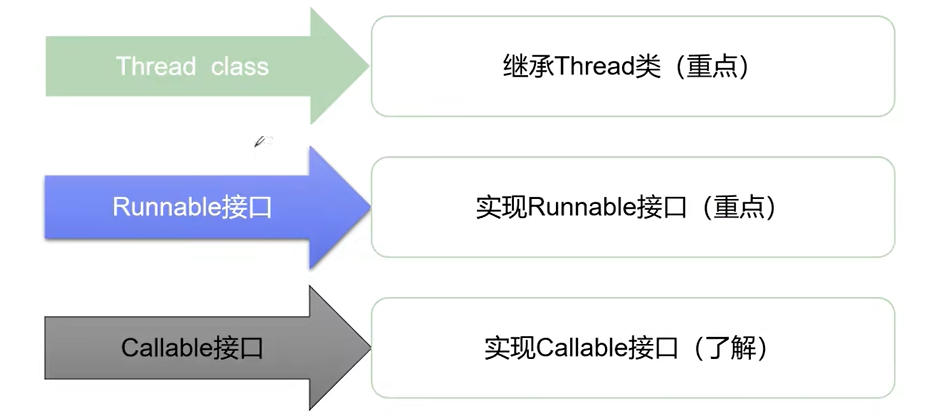 Thread class
继承Thread类（重点）
Runnable接口
实现Runnable接口（重点）
Callable接口
实现Callable接口（了解）